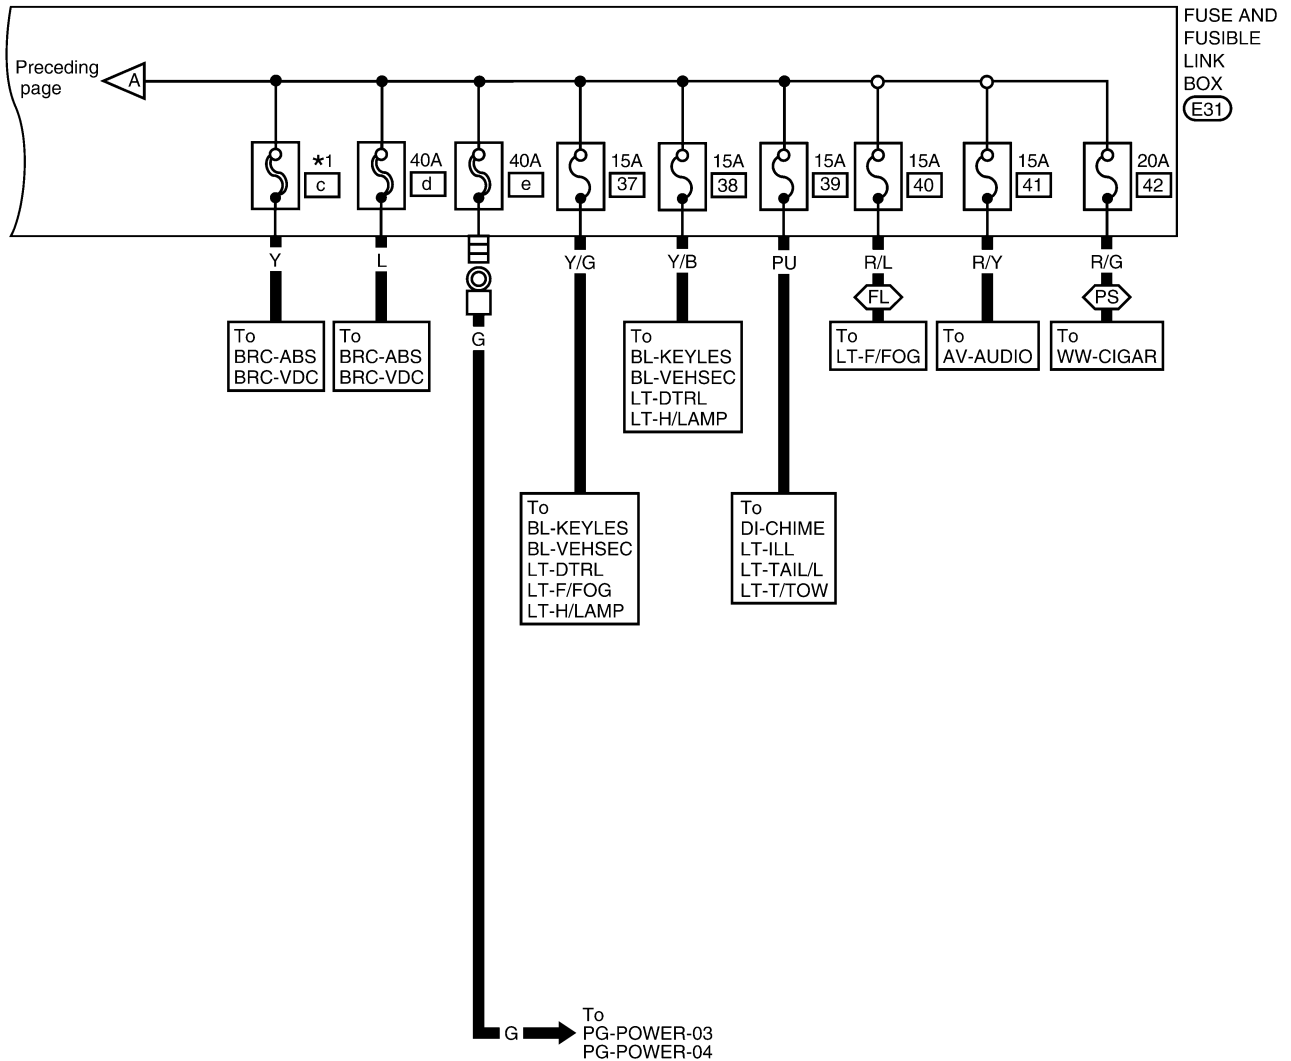 FUSE AND
FUSIBLE
LINK
BOX
E31
Preceding
page
A
*1
c
40A
d
40A
e
15A
37
15A
38
15A
39
15A
40
15A
41
20A
42
Y
L
G
Y/G
Y/B
PU
R/L
R/Y
R/G
FL
PS
To
BRC-ABS
BRC-VDC
To
BRC-ABS
BRC-VDC
To
BL-KEYLES
BL-VEHSEC
LT-DTRL
LT-H/LAMP
To
LT-F/FOG
To
AV-AUDIO
To
WW-CIGAR
To
BL-KEYLES
BL-VEHSEC
LT-DTRL
LT-F/FOG
LT-H/LAMP
To
DI-CHIME
LT-ILL
LT-TAIL/L
LT-T/TOW
G
To
PG-POWER-03
PG-POWER-04